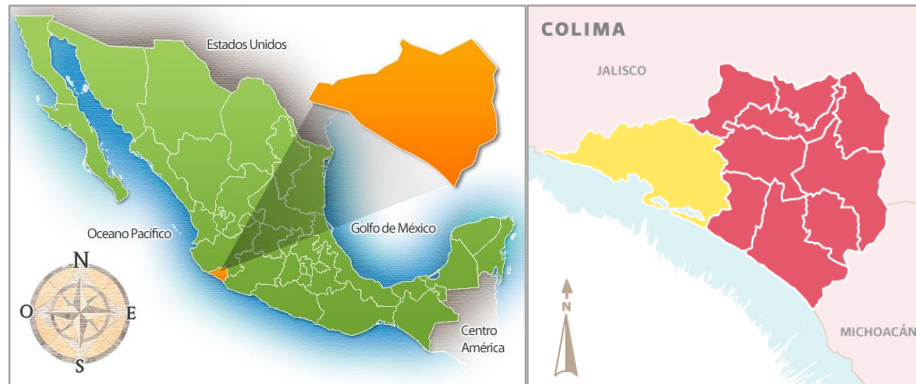 Estados Unidos
Oceano Pacífico
Golfo de México
N
O
E
S
Centro
América
COLIMA
JALISCO
N
MICHOACÁN